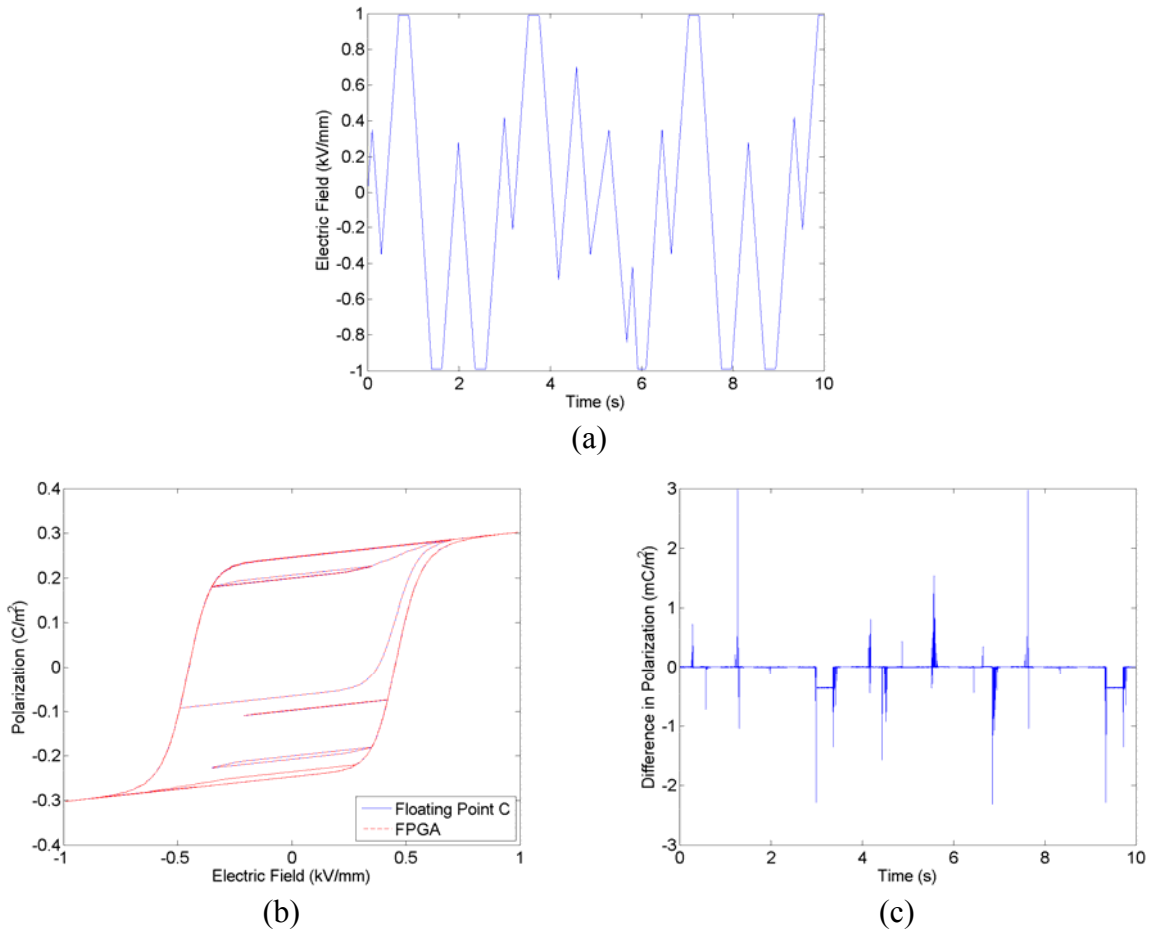 1
0.8
0.6
0.4
0.2
0
-0.2
-0.4
-0.6
-0.8
-1
Electric Field (kV/mm)
0 2 4 6 8 10
Time (s)
(a)
0.4
0.3
0.2
0.1
0
-0.1
-0.2
-0.3
-0.4
Polarization (C/m²)
Floating Point C
FPGA
-1 -0.5 0 0.5 1
Electric Field (kV/mm)
(b)
3
2
1
0
-1
-2
-3
Difference in Polarization (mC/m²)
0 2 4 6 8 10
Time (s)
(c)